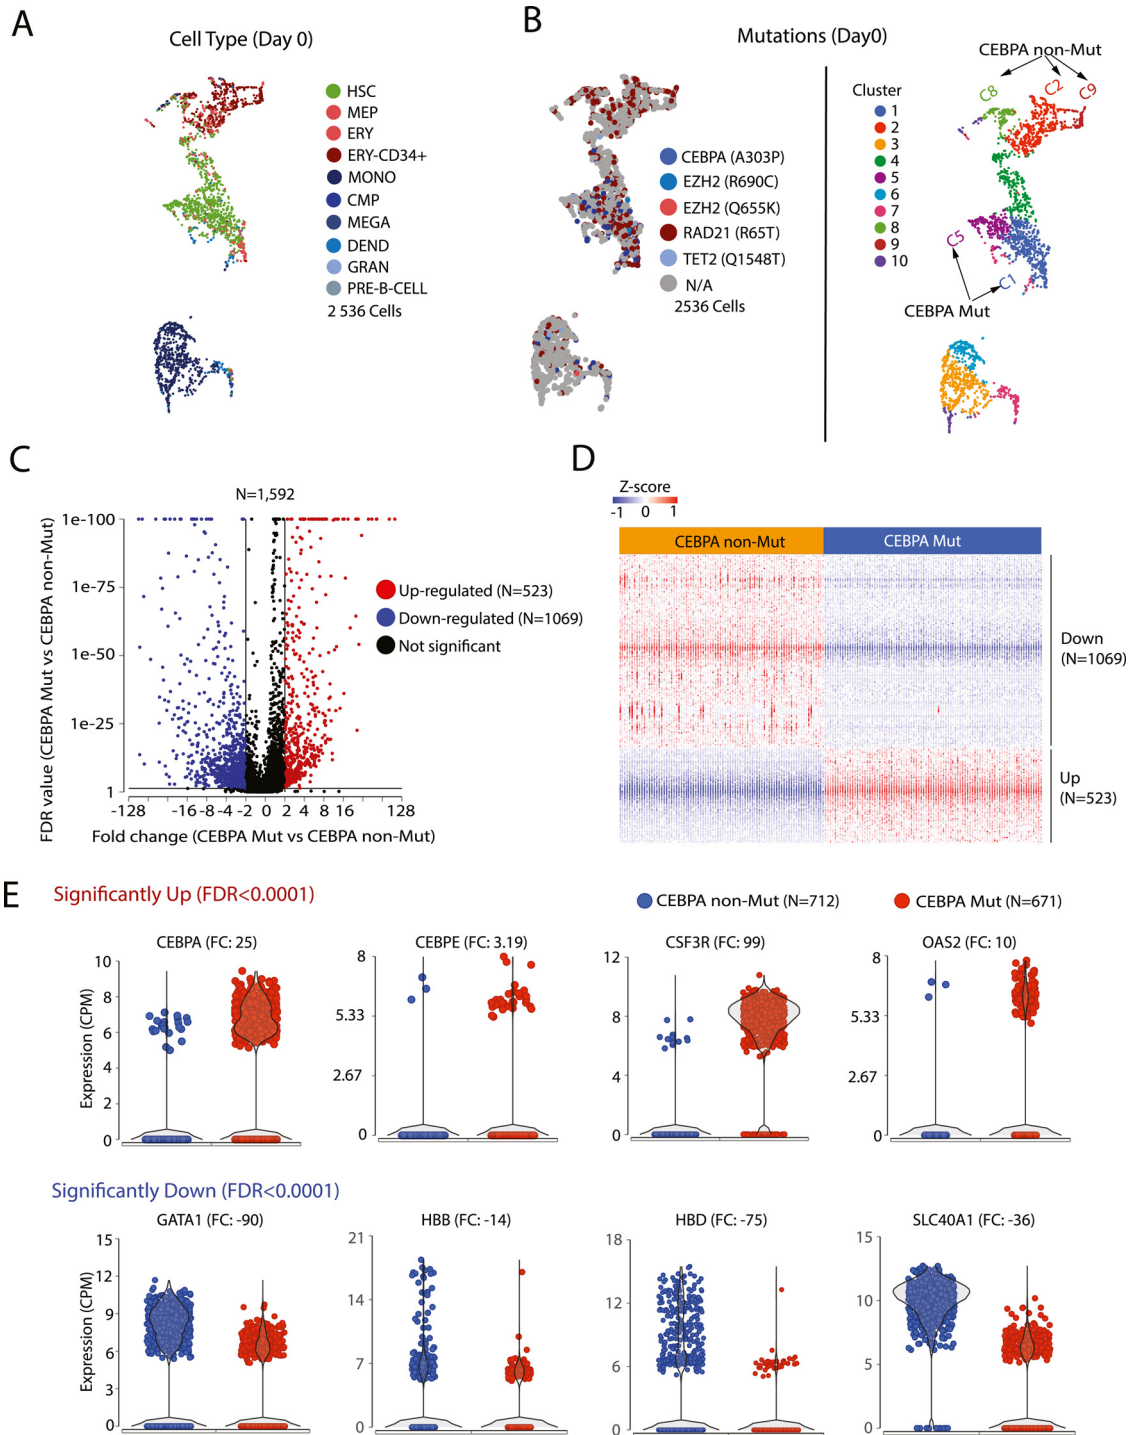 A
Cell Type (Day 0)
HSC
MEP
ERY
ERY-CD34+
MONO
CMP
MEGA
DEND
GRAN
PRE-B-CELL
2 536 Cells
B
Mutations (Day0)
CEBPA (A303P)
EZH2 (R690C)
EZH2 (Q655K)
RAD21 (R65T)
TET2 (Q1548T)
N/A
2536 Cells
Cluster
1
2
3
4
5
6
7
8
9
10
CEBPA non-Mut
C8
C2
C9
C5
C1
CEBPA Mut
C
N=1,592
FDR value (CEBPA Mut vs CEBPA non-Mut)
1e-100
1e-75
1e-50
1e-25
1
-128 -16 -8 -4 -2 0 2 4 8 16 128
Fold change (CEBPA Mut vs CEBPA non-Mut)
Up-regulated (N=523)
Down-regulated (N=1069)
Not significant
D
Z-score
-1 0 1
CEBPA non-Mut
CEBPA Mut
Down
(N=1069)
Up
(N=523)
E
Significantly Up (FDR<0.0001)
CEBPA non-Mut (N=712)
CEBPA Mut (N=671)
CEBPA (FC: 25)
Expression (CPM)
10
8
6
4
2
0
CEBPE (FC: 3.19)
8
5.33
2.67
0
CSF3R (FC: 99)
12
8
4
0
OAS2 (FC: 10)
8
5.33
2.67
0
Significantly Down (FDR<0.0001)
GATA1 (FC: -90)
Expression (CPM)
15
12
9
6
3
0
HBB (FC: -14)
21
14
7
0
HBD (FC: -75)
18
12
6
0
SLC40A1 (FC: -36)
15
10
5
0